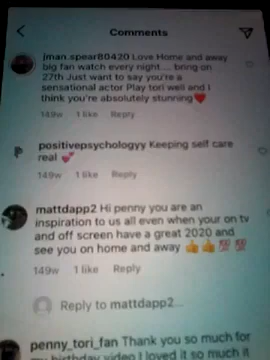 Comments
jman.spear80420 Love Home and away
big fan watch every night.... bring on
27th Just want to say you're a
sensational actor Play tori well and I
think you're absolutely stunning❤️
149w 1 like Reply
positivepsychologyy Keeping self care
real 💕
149w 1 like Reply
mattdapp2 Hi penny you are an
inspiration to us all even when your on tv
and off screen have a great 2020 and
see you on home and away 👍👍💯💯
149w 1 like Reply
Reply to mattdapp2...
penny_tori_fan Thank you so much for
my birthday video I loved it so much it